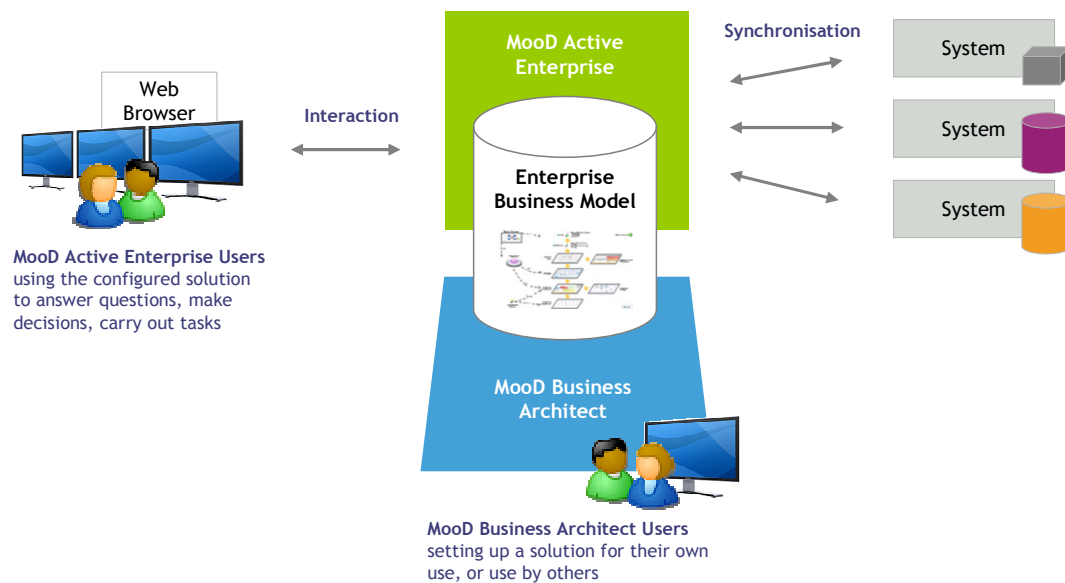 MooD Active
Enterprise
Synchronisation
System
Web
Browser
Interaction
System
Enterprise
Business Model
System
MooD Active Enterprise Users
using the configured solution
to answer questions, make
decisions, carry out tasks
MooD Business
Architect
MooD Business Architect Users
setting up a solution for their own
use, or use by others